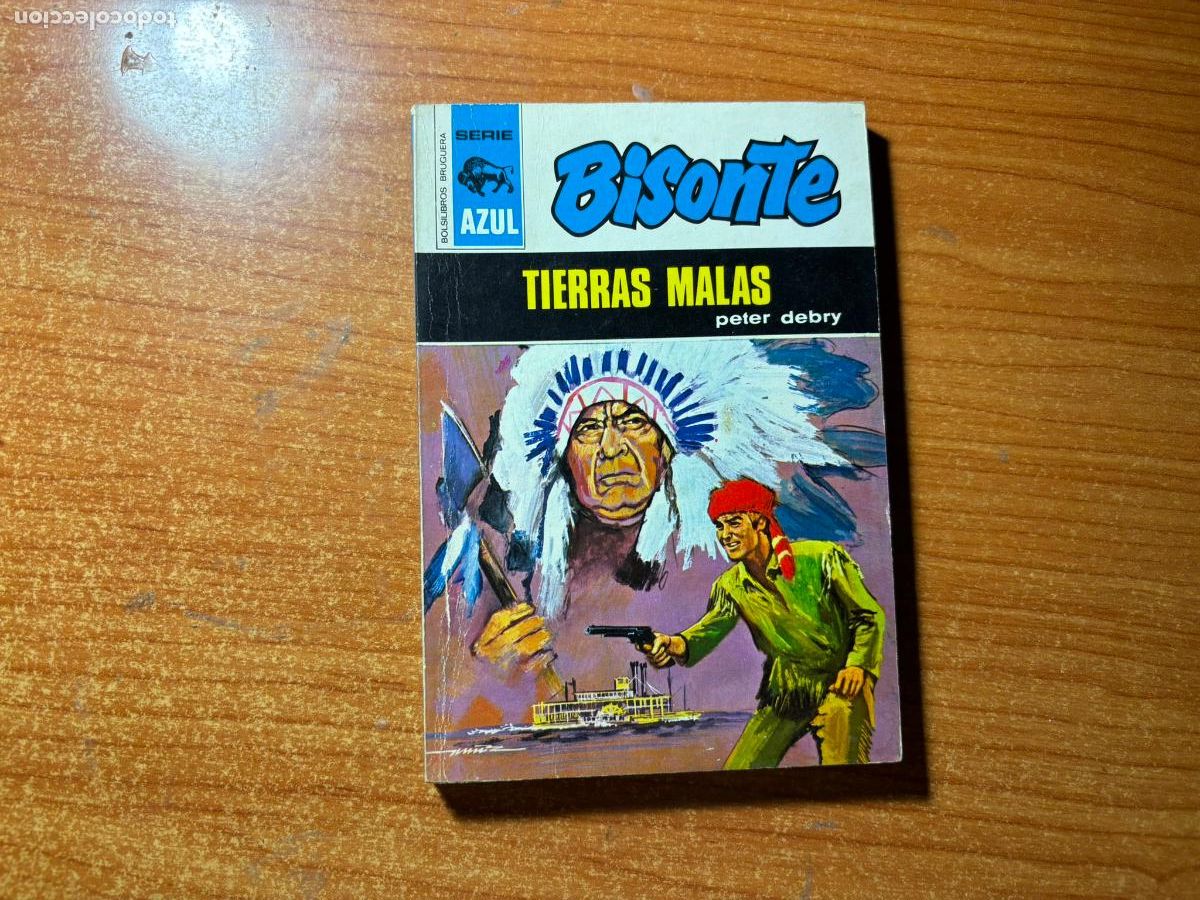 todocoleccion
BOLSILIBROS BRUGUERA
SERIE
AZUL
Bisonte
TIERRAS MALAS
peter debry